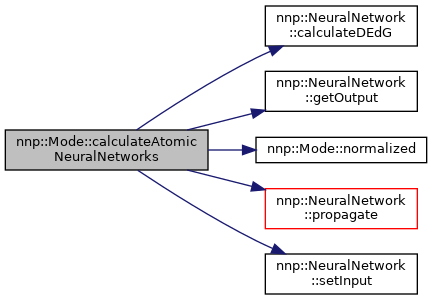 nnp::Mode::calculateAtomic
NeuralNetworks
nnp::NeuralNetwork
::calculateDEdG
nnp::NeuralNetwork
::getOutput
nnp::Mode::normalized
nnp::NeuralNetwork
::propagate
nnp::NeuralNetwork
::setInput